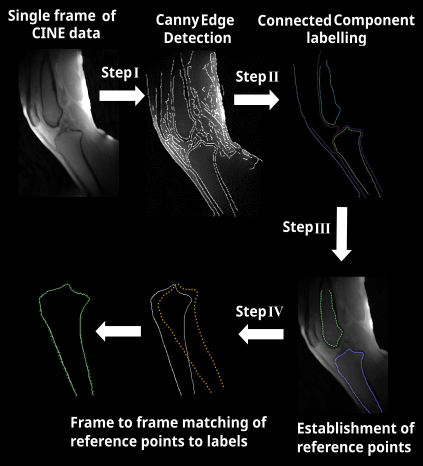 Single frame of
CINE data
Canny Edge
Detection
Connected Component
labelling
Step I
Step II
Step III
Step IV
Frame to frame matching of
reference points to labels
Establishment of
reference points